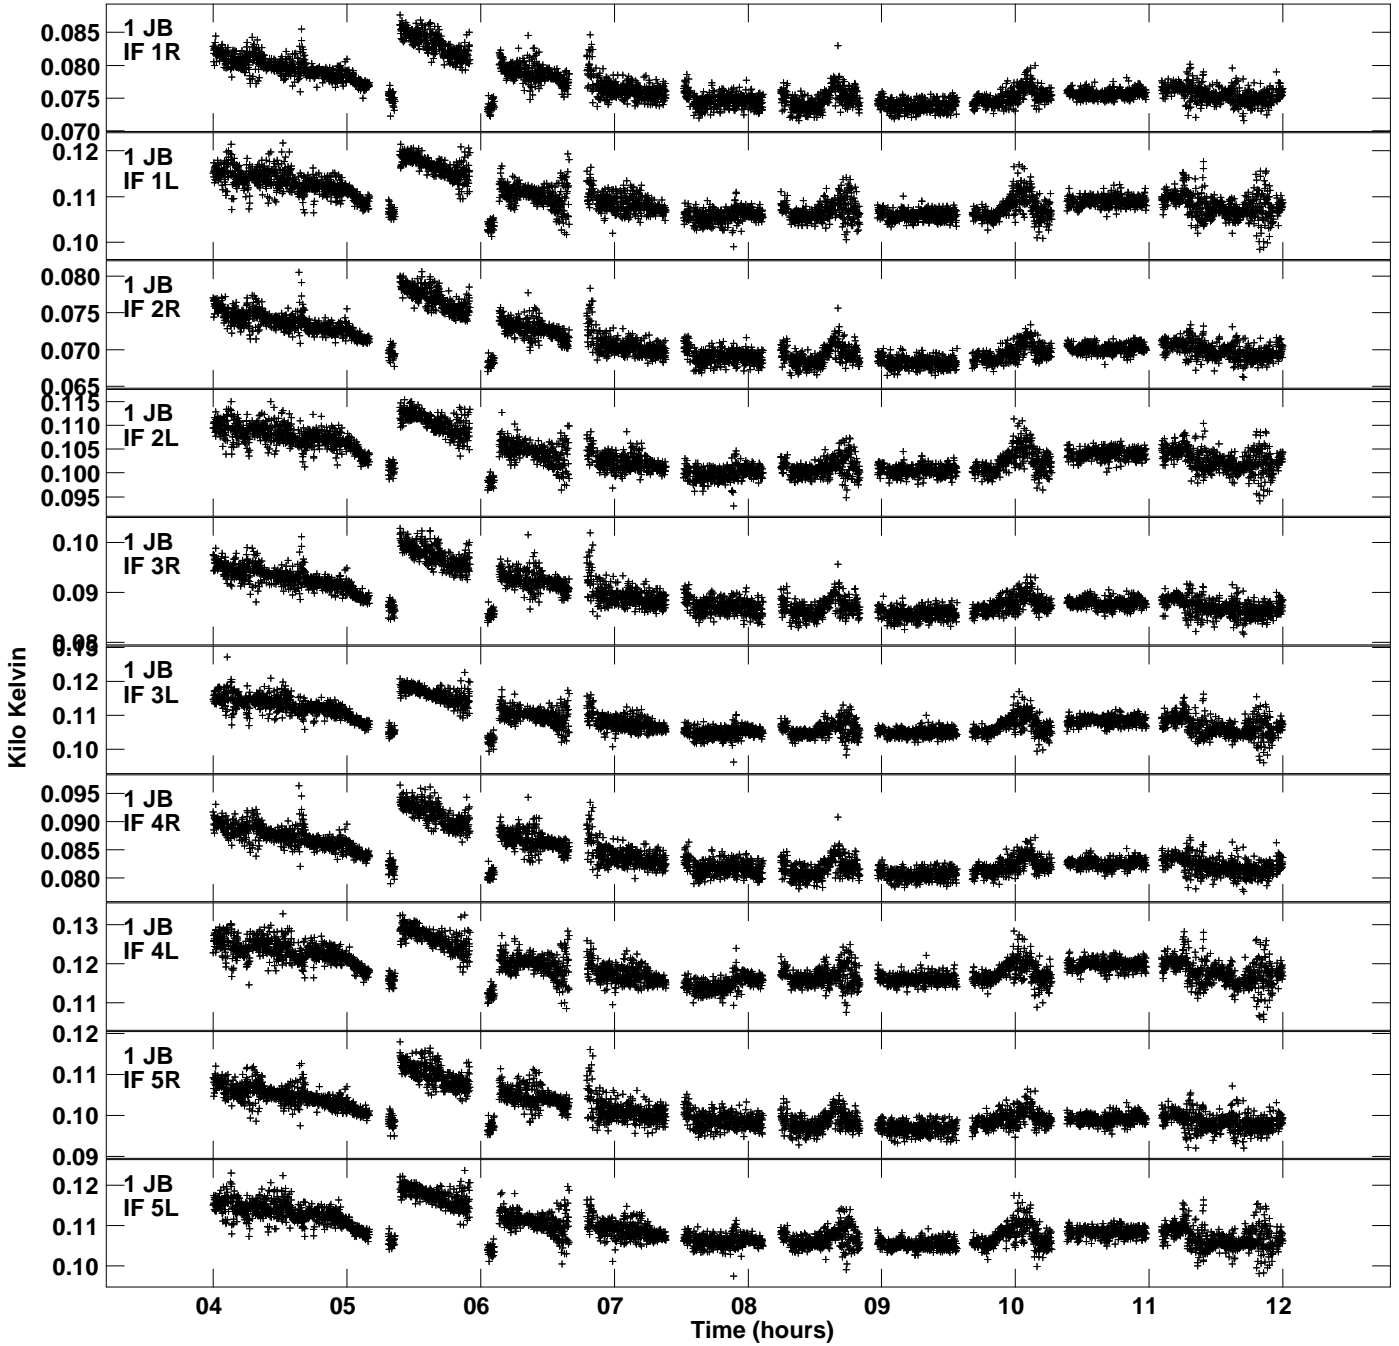 Kilo Kelvin
1 JB
IF 1R
0.085
0.080
0.075
0.070
1 JB
IF 1L
0.12
0.11
0.10
1 JB
IF 2R
0.080
0.075
0.070
0.065
1 JB
IF 2L
0.115
0.110
0.105
0.100
0.095
1 JB
IF 3R
0.10
0.09
0.08
1 JB
IF 3L
0.13
0.12
0.11
0.10
1 JB
IF 4R
0.095
0.090
0.085
0.080
1 JB
IF 4L
0.13
0.12
0.11
1 JB
IF 5R
0.12
0.11
0.10
0.09
1 JB
IF 5L
0.12
0.11
0.10
04 05 06 07 08 09 10 11 12
Time (hours)